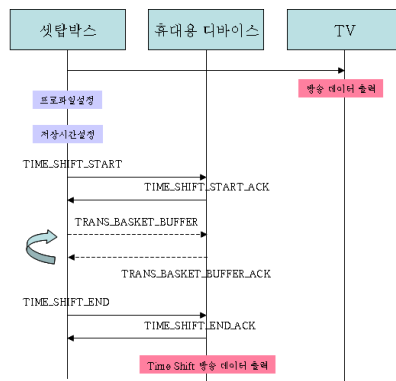 셋탑박스
휴대용 디바이스
TV
방송 데이터 출력
프로파일설정
저장시간설정
TIME_SHIFT_START
TIME_SHIFT_START_ACK
TRANS_BASKET_BUFFER
TRANS_BASKET_BUFFER_ACK
TIME_SHIFT_END
TIME_SHIFT_END_ACK
Time Shift 방송 데이터 출력